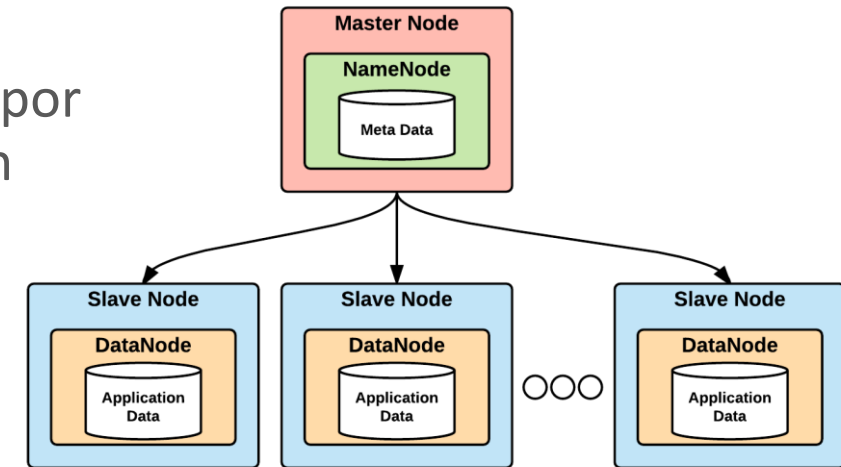 por
n
Master Node
NameNode
Meta Data
Slave Node
DataNode
Application
Data
Slave Node
DataNode
Application
Data
Slave Node
DataNode
Application
Data